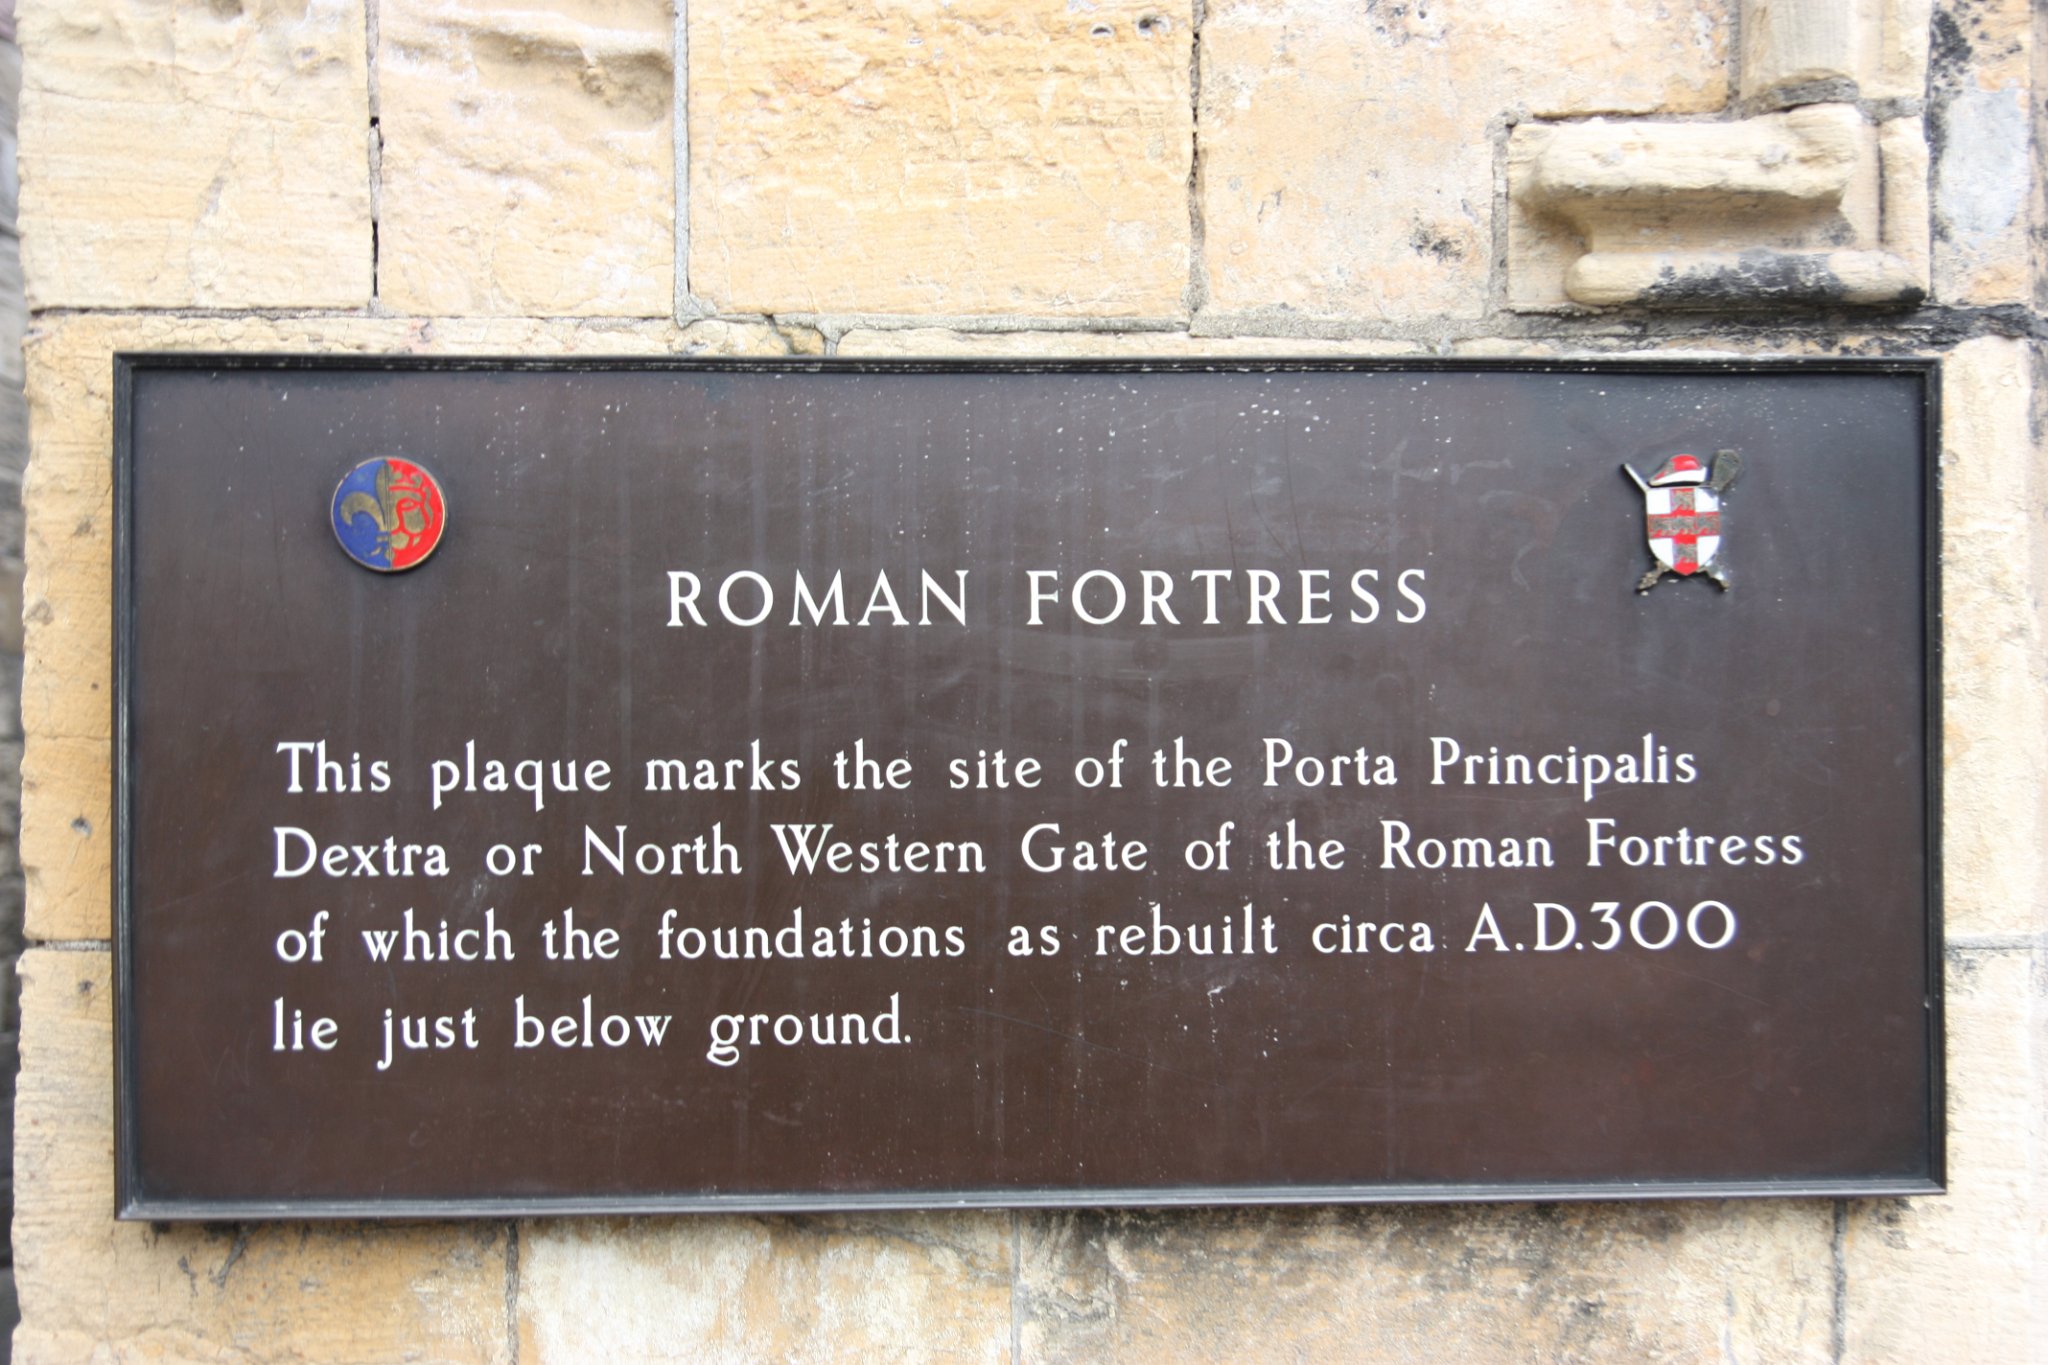 ROMAN FORTRESS
This plaque marks the site of the Porta Principalis
Dextra or North Western Gate of the Roman Fortress
of which the foundations as rebuilt circa A.D.300
lie just below ground.